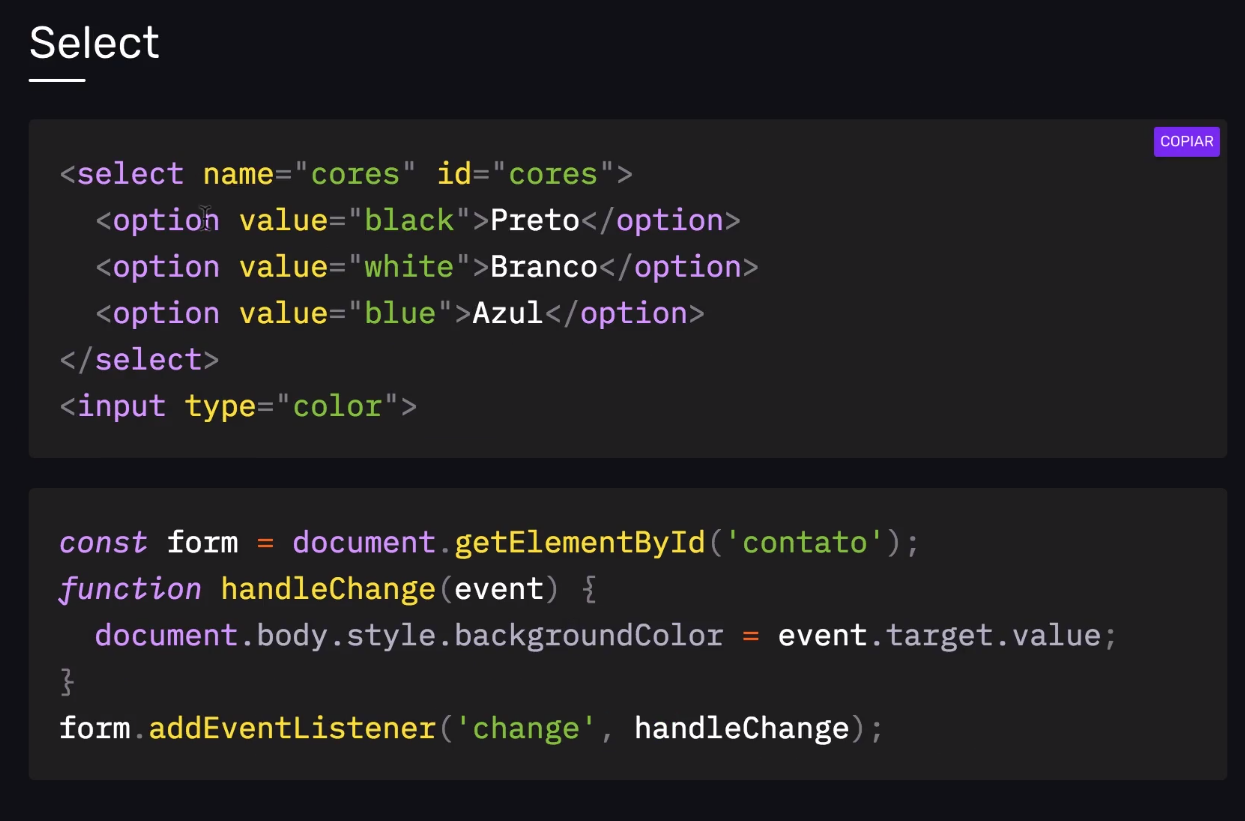 Select
COPIAR
<select name="cores" id="cores">
  <option value="black">Preto</option>
  <option value="white">Branco</option>
  <option value="blue">Azul</option>
</select>
<input type="color">
const form = document.getElementById('contato');
function handleChange(event) {
  document.body.style.backgroundColor = event.target.value;
}
form.addEventListener('change', handleChange);